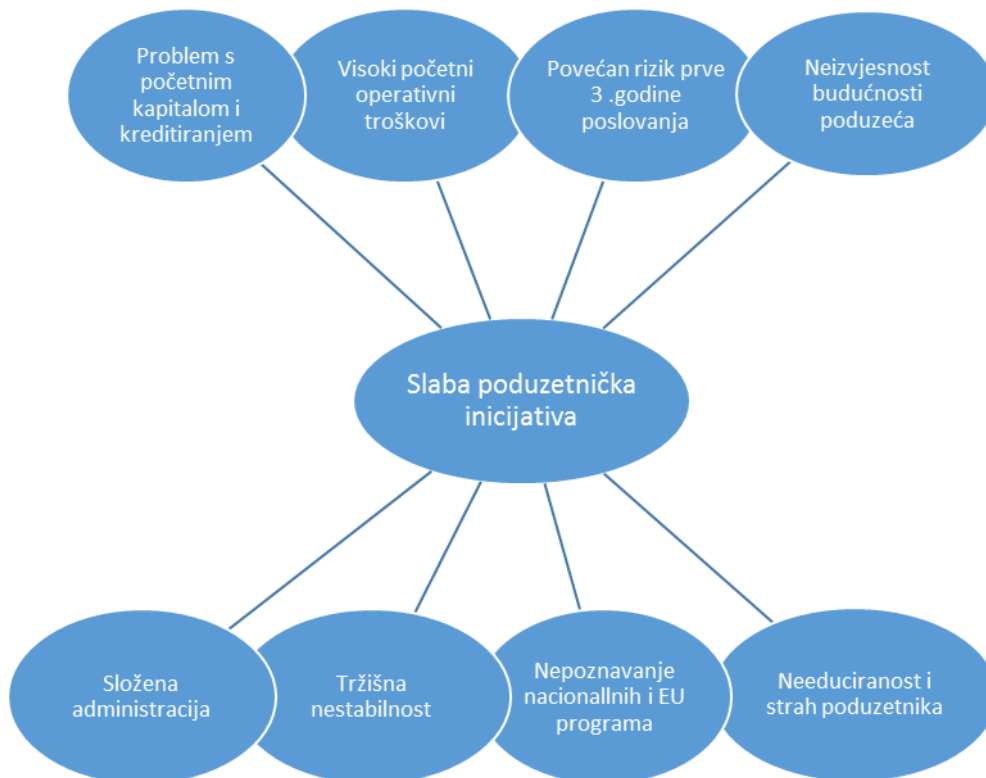 Problem s
početnim
kapitalom i
kreditiranjem
Visoki početni
operativni
troškovi
Povećan rizik prve
3 .godine
poslovanja
Neizvjesnost
budućnosti
poduzeća
Slaba poduzetnička
inicijativa
Složena
administracija
Tržišna
nestabilnost
Nepoznavanje
nacionallnih i EU
programa
Needuciranost i
strah poduzetnika